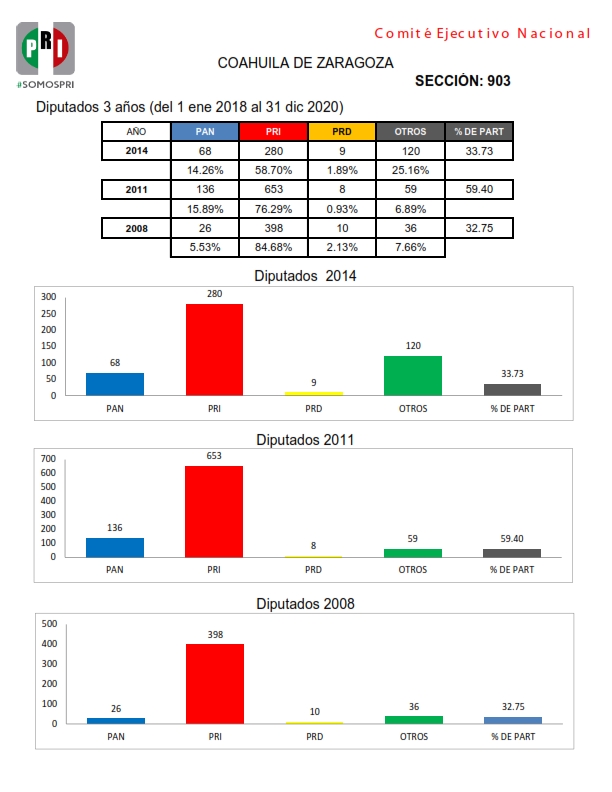 PRI
#SOMOSPRI
Comité Ejecutivo Nacional
COAHUILA DE ZARAGOZA
SECCIÓN: 903
Diputados 3 años (del 1 ene 2018 al 31 dic 2020)
AÑO PAN PRI PRD OTROS % DE PART
2014 68 280 9 120 33.73
14.26% 58.70% 1.89% 25.16%
2011 136 653 8 59 59.40
15.89% 76.29% 0.93% 6.89%
2008 26 398 10 36 32.75
5.53% 84.68% 2.13% 7.66%
Diputados 2014
300
250
200
150
100
50
0
68 280 9 120 33.73
PAN PRI PRD OTROS % DE PART
Diputados 2011
700
600
500
400
300
200
100
0
136 653 8 59 59.40
PAN PRI PRD OTROS % DE PART
Diputados 2008
500
400
300
200
100
0
26 398 10 36 32.75
PAN PRI PRD OTROS % DE PART